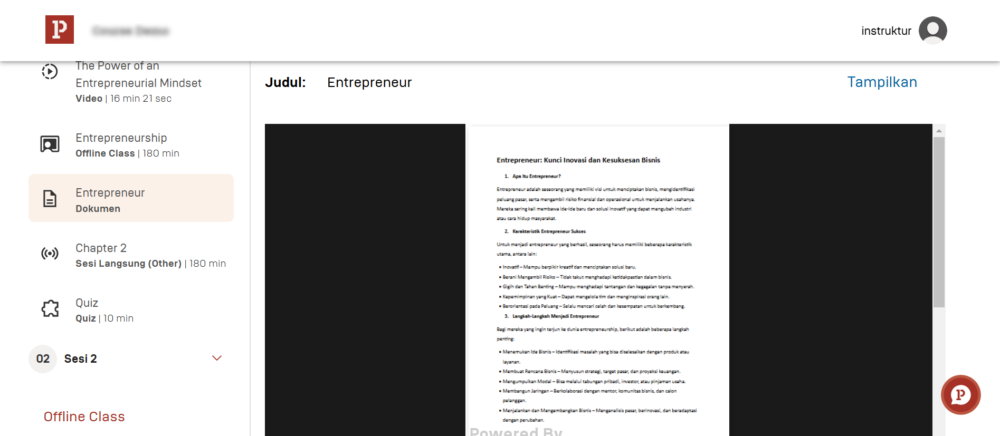 P
instruktur
The Power of an
Entrepreneurial Mindset
Video | 16 min 21 sec
Entrepreneurship
Offline Class | 180 min
Entrepreneur
Dokumen
Chapter 2
Sesi Langsung (Other) | 180 min
Quiz
Quiz | 10 min
02 Sesi 2
Offline Class
Judul: Entrepreneur
Tampilkan
Entrepreneur: Kunci Inovasi dan Kesuksesan Bisnis
1. Apa Itu Entrepreneur?
Entrepreneur adalah seseorang yang memiliki visi untuk menciptakan bisnis, mengidentifikasi
peluang pasar, serta mengambil risiko finansial dan operasional untuk menjalankan usahanya.
Mereka sering kali membawa ide-ide baru dan solusi inovatif yang dapat mengubah industri
atau cara hidup masyarakat.
2. Karakteristik Entrepreneur Sukses
Untuk menjadi entrepreneur yang berhasil, seseorang harus memiliki beberapa karakteristik
utama, antara lain:
• Inovatif – Mampu berpikir kreatif dan menciptakan solusi baru.
• Berani Mengambil Risiko – Tidak takut menghadapi ketidakpastian dalam bisnis.
• Gigih dan Tahan Banting – Mampu menghadapi tantangan dan kegagalan tanpa menyerah.
• Kepemimpinan yang Kuat – Dapat mengelola tim dan menginspirasi orang lain.
• Berorientasi pada Peluang – Selalu mencari celah dan kesempatan untuk berkembang.
3. Langkah-Langkah Menjadi Entrepreneur
Bagi mereka yang ingin terjun ke dunia entrepreneurship, berikut adalah beberapa langkah
penting:
• Menemukan Ide Bisnis – Identifikasi masalah yang bisa diselesaikan dengan produk atau
layanan.
• Membuat Rencana Bisnis – Menyusun strategi, target pasar, dan proyeksi keuangan.
• Mengumpulkan Modal – Bisa melalui tabungan pribadi, investor, atau pinjaman usaha.
• Membangun Jaringan – Berkolaborasi dengan mentor, komunitas bisnis, dan calon
pelanggan.
• Menjalankan dan Mengembangkan Bisnis – Menganalisis pasar, berinovasi, dan beradaptasi
dengan perubahan.
Powered By
P